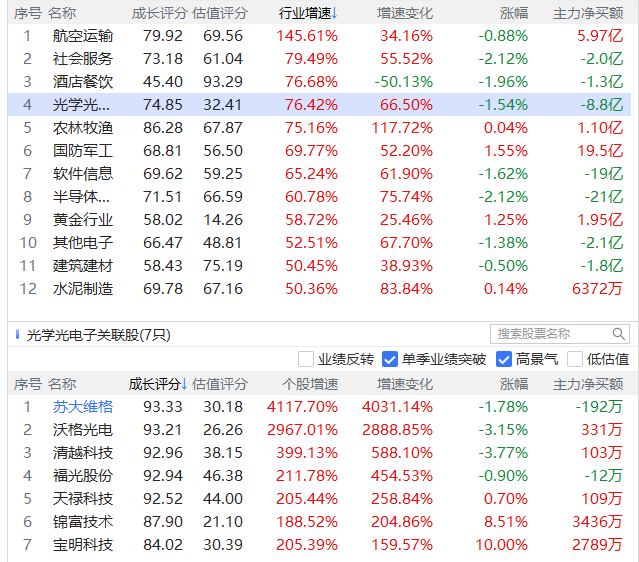 序号 名称 成长评分 估值评分 行业增速↓ 增速变化 涨幅 主力净买额
1 航空运输 79.92 69.56 145.61% 34.16% -0.88% 5.97亿
2 社会服务 73.18 61.04 79.49% 55.52% -2.12% -2.0亿
3 酒店餐饮 45.40 93.29 76.68% -50.13% -1.96% -1.3亿
4 光学光... 74.85 32.41 76.42% 66.50% -1.54% -8.8亿
5 农林牧渔 86.28 67.87 75.16% 117.72% 0.04% 1.10亿
6 国防军工 68.81 56.50 69.77% 52.20% 1.55% 19.5亿
7 软件信息 69.62 59.25 65.24% 61.90% -1.62% -19亿
8 半导体... 71.51 66.59 60.78% 75.74% -2.12% -21亿
9 黄金行业 58.02 14.26 58.72% 25.46% 1.25% 1.95亿
10 其他电子 66.47 48.81 52.51% 67.70% -1.38% -2.1亿
11 建筑建材 58.43 75.19 50.45% 38.93% -0.50% -1.8亿
12 水泥制造 69.78 67.16 50.36% 83.84% 0.14% 6372万
光学光电子关联股(7只) 搜索股票名称
业绩反转 单季业绩突破 高景气 低估值
序号 名称 成长评分↓ 估值评分 个股增速 增速变化 涨幅 主力净买额
1 苏大维格 93.33 30.18 4117.70% 4031.14% -1.78% -192万
2 沃格光电 93.21 26.26 2967.01% 2888.85% -3.15% 331万
3 清越科技 92.96 38.15 399.13% 588.10% -3.77% 103万
4 福光股份 92.94 46.38 211.78% 454.53% -0.90% -12万
5 天禄科技 92.52 44.00 205.44% 258.84% 0.70% 109万
6 锦富技术 87.90 21.10 188.52% 204.86% 8.51% 3436万
7 宝明科技 84.02 30.39 205.39% 159.57% 10.00% 2789万